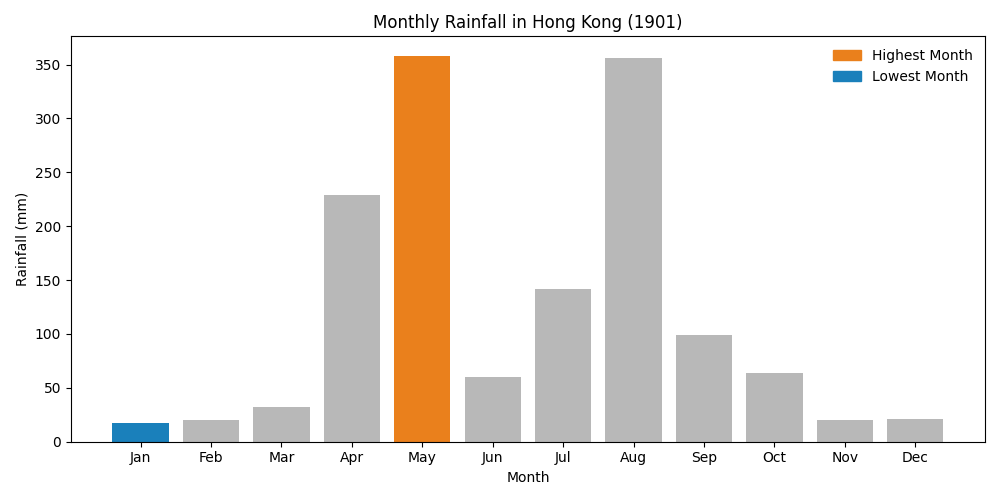 Monthly Rainfall in Hong Kong (1901)
Highest Month
Lowest Month
Rainfall (mm)
350
300
250
200
150
100
50
0
Jan Feb Mar Apr May Jun Jul Aug Sep Oct Nov Dec
Month